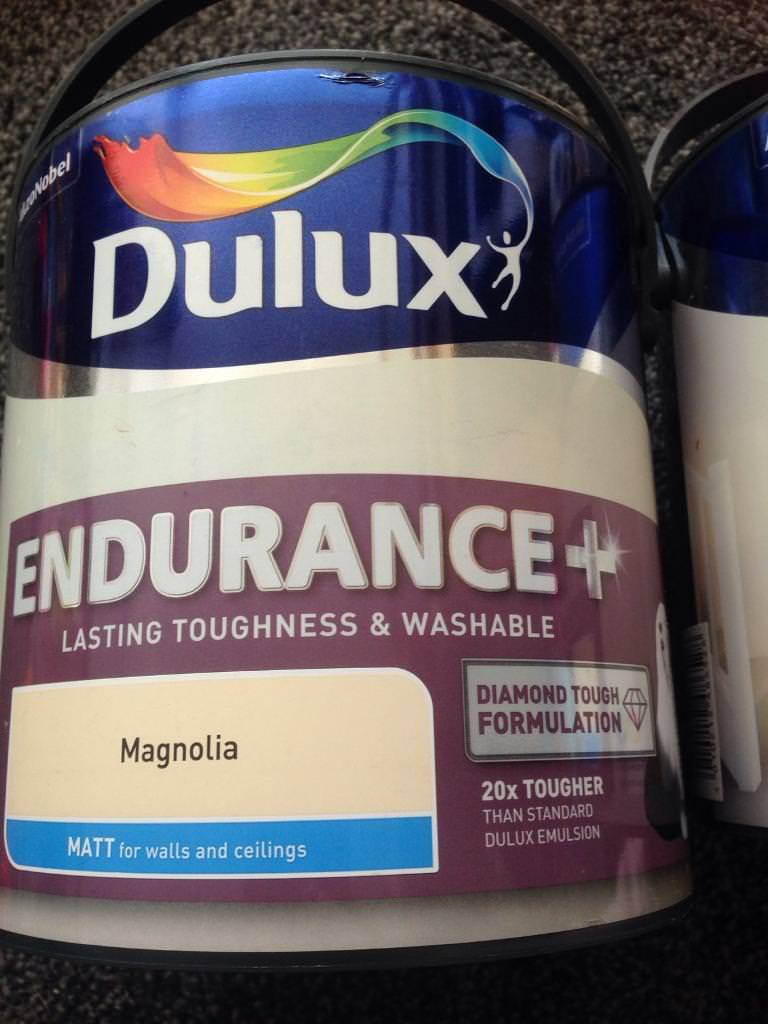 AkzoNobel
Dulux
ENDURANCE+
LASTING TOUGHNESS & WASHABLE
DIAMOND TOUGH
FORMULATION
Magnolia
20x TOUGHER
THAN STANDARD
DULUX EMULSION
MATT for walls and ceilings